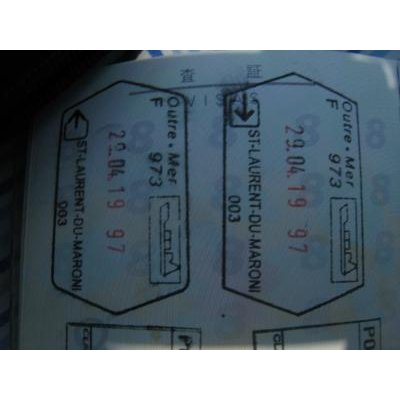 査 証
VISAS
Outre.Mer
F 973
29.04.19 97
ST-LAURENT-DU-MARONI
003
Outre.Mer
F 973
29.04.19 97
ST-LAURENT-DU-MARONI
003